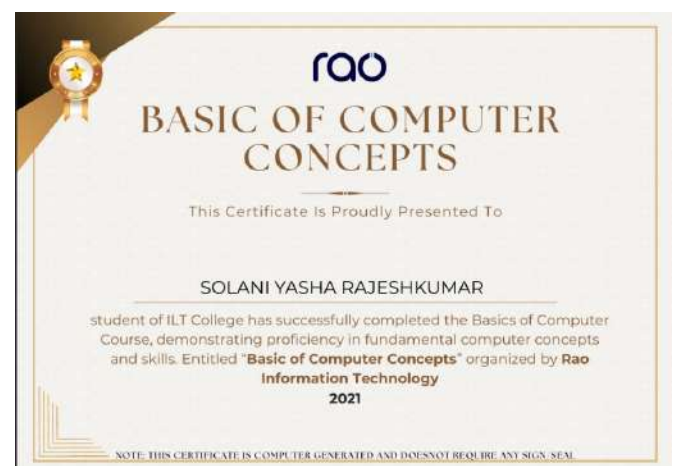 raō
BASIC OF COMPUTER
CONCEPTS
This Certificate Is Proudly Presented To
SOLANI YASHA RAJESHKUMAR
student of ILT College has successfully completed the Basics of Computer
Course, demonstrating proficiency in fundamental computer concepts
and skills. Entitled "Basic of Computer Concepts" organized by Rao
Information Technology
2021
NOTE: THIS CERTIFICATE IS COMPUTER GENERATED AND DOESNOT REQUIRE ANY SIGN/SEAL